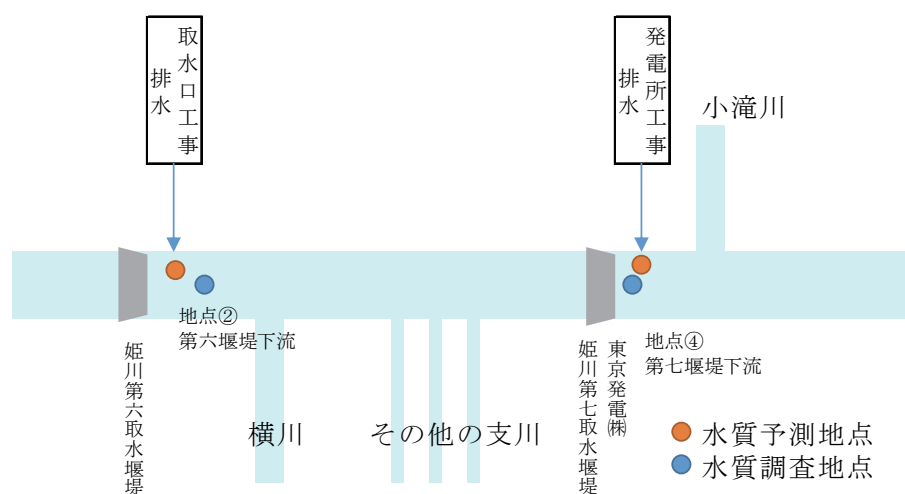 取水口工事
排水
発電所工事
排水
小滝川
地点②
第六堰堤下流
地点④
第七堰堤下流
姫川第六取水堰堤
横川
その他の支川
東京発電㈱
姫川第七取水堰堤
水質予測地点
水質調査地点